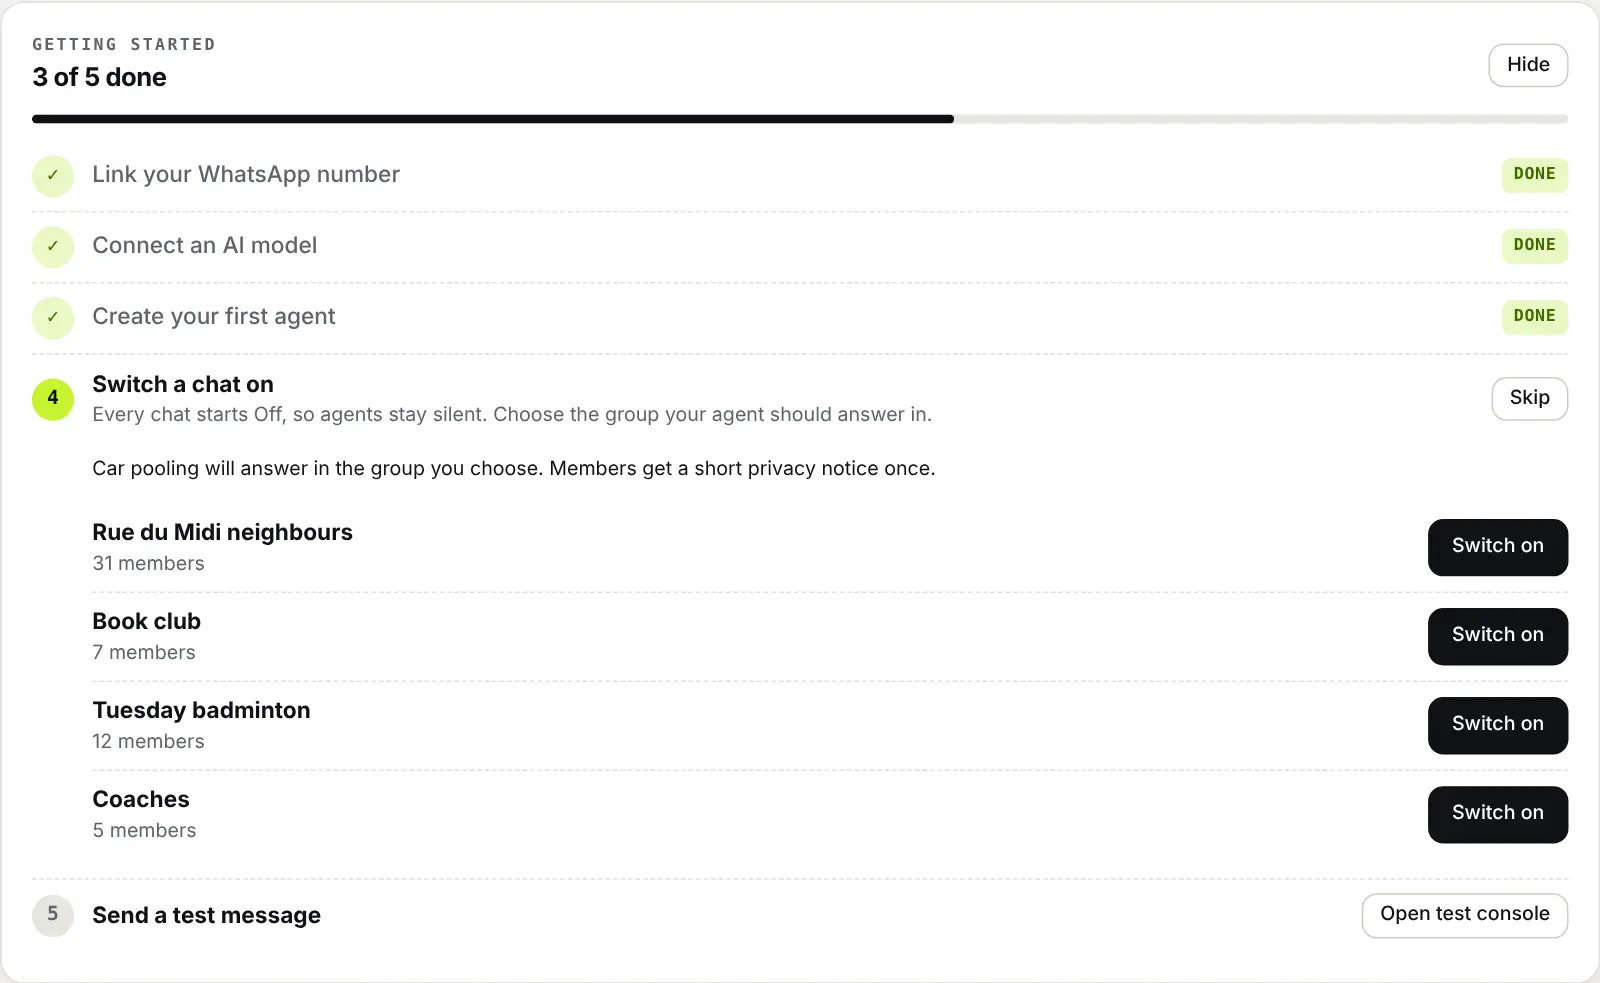 GETTING STARTED
3 of 5 done
Hide
✓ Link your WhatsApp number DONE
✓ Connect an AI model DONE
✓ Create your first agent DONE
4 Switch a chat on
Every chat starts Off, so agents stay silent. Choose the group your agent should answer in.
Skip
Car pooling will answer in the group you choose. Members get a short privacy notice once.
Rue du Midi neighbours
31 members
Switch on
Book club
7 members
Switch on
Tuesday badminton
12 members
Switch on
Coaches
5 members
Switch on
5 Send a test message Open test console